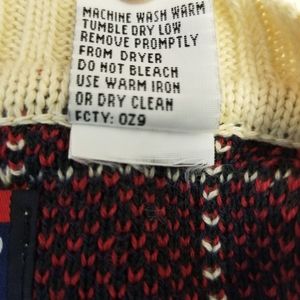 MACHINE WASH WARM
TUMBLE DRY LOW
REMOVE PROMPTLY
FROM DRYER
DO NOT BLEACH
USE WARM IRON
OR DRY CLEAN
FCTY: OZ9